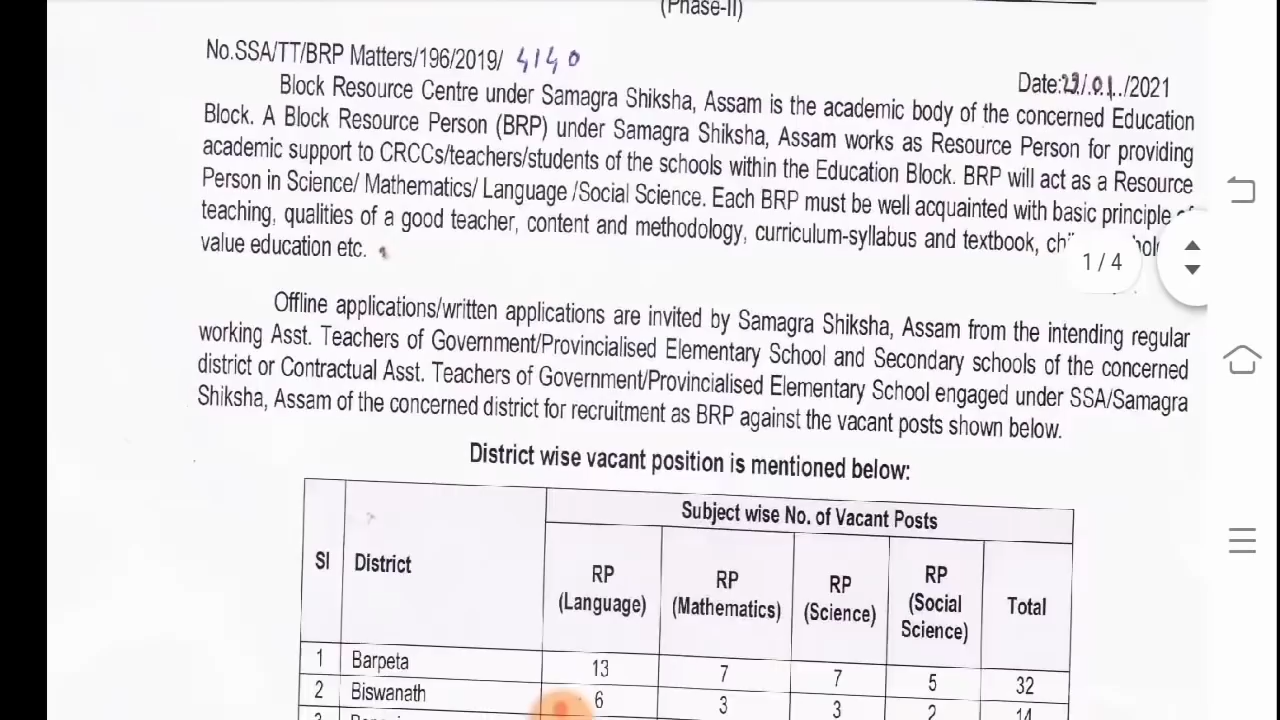 (Phase-II)
No.SSA/TT/BRP Matters/196/2019/ 4140
Date:29/.01../2021
Block Resource Centre under Samagra Shiksha, Assam is the academic body of the concerned Education
Block. A Block Resource Person (BRP) under Samagra Shiksha, Assam works as Resource Person for providing
academic support to CRCCs/teachers/students of the schools within the Education Block. BRP will act as a Resource
Person in Science/ Mathematics/ Language /Social Science. Each BRP must be well acquainted with basic principle
teaching, qualities of a good teacher, content and methodology, curriculum-syllabus and textbook,
value education etc.
1 / 4
Offline applications/written applications are invited by Samagra Shiksha, Assam from the intending regular
working Asst. Teachers of Government/Provincialised Elementary School and Secondary schools of the concerned
district or Contractual Asst. Teachers of Government/Provincialised Elementary School engaged under SSA/Samagra
Shiksha, Assam of the concerned district for recruitment as BRP against the vacant posts shown below.
District wise vacant position is mentioned below:
Subject wise No. of Vacant Posts
Sl District RP (Language) RP (Mathematics) RP (Science) RP (Social Science) Total
1 Barpeta 13 7 7 5 32
2 Biswanath 6 3 3 2 14
3